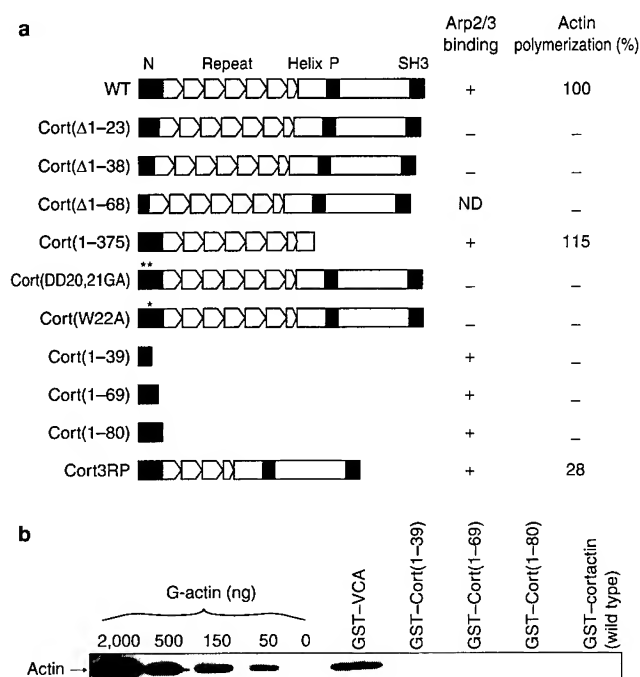 a
Arp2/3 binding
Actin polymerization (%)
N Repeat Helix P SH3
WT + 100
Cort(Δ1–23) – –
Cort(Δ1–38) – –
Cort(Δ1–68) ND –
Cort(1–375) + 115
**
Cort(DD20,21GA) – –
*
Cort(W22A) – –
Cort(1–39) + –
Cort(1–69) + –
Cort(1–80) + –
Cort3RP + 28
b
G-actin (ng)
2,000 500 150 50 0
GST–VCA
GST–Cort(1–39)
GST–Cort(1–69)
GST–Cort(1–80)
GST–cortactin
(wild type)
Actin →